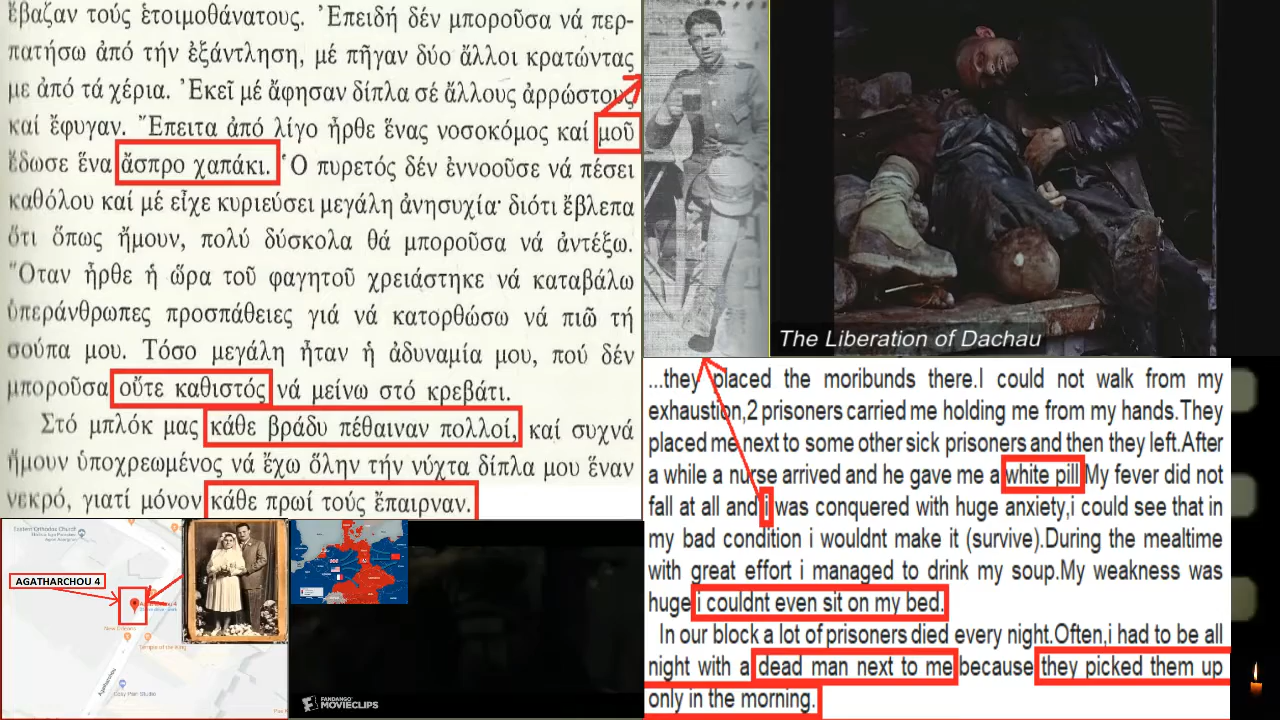 ἔβαζαν τούς ἑτοιμοθάνατους. Ἐπειδή δέν μποροῦσα νά περ-
πατήσω ἀπό τήν ἐξάντληση, μέ πῆγαν δύο ἄλλοι κρατώντας
με ἀπό τά χέρια. Ἐκεῖ μέ ἄφησαν δίπλα σέ ἄλλους ἀρρώστους
καί ἔφυγαν. Ἔπειτα ἀπό λίγο ἦρθε ἕνας νοσοκόμος καί μοῦ
ἔδωσε ἕνα ἄσπρο χαπάκι. Ὁ πυρετός δέν ἐννοοῦσε νά πέσει
καθόλου καί μέ εἶχε κυριεύσει μεγάλη ἀνησυχία· διότι ἔβλεπα
ὅτι ὅπως ἤμουν, πολύ δύσκολα θά μποροῦσα νά ἀντέξω.
Ὅταν ἦρθε ἡ ὥρα τοῦ φαγητοῦ χρειάστηκε νά καταβάλω
ὑπεράνθρωπες προσπάθειες γιά νά κατορθώσω νά πιῶ τή
σούπα μου. Τόσο μεγάλη ἦταν ἡ ἀδυναμία μου, πού δέν
μποροῦσα οὔτε καθιστός νά μείνω στό κρεβάτι.
Στό μπλόκ μας κάθε βράδυ πέθαιναν πολλοί, καί συχνά
ἤμουν ὑποχρεωμένος νά ἔχω ὅλην τήν νύχτα δίπλα μου ἕναν
νεκρό, γιατί μόνον κάθε πρωί τούς ἔπαιρναν.
The Liberation of Dachau
...they placed the moribunds there.I could not walk from my
exhaustion,2 prisoners carried me holding me from my hands.They
placed me next to some other sick prisoners and then they left.After
a while a nurse arrived and he gave me a white pill My fever did not
fall at all and i was conquered with huge anxiety,i could see that in
my bad condition i wouldnt make it (survive).During the mealtime
with great effort i managed to drink my soup.My weakness was
huge i couldnt even sit on my bed.
In our block a lot of prisoners died every night.Often,i had to be all
night with a dead man next to me because they picked them up
only in the morning.
AGATHARCHOU 4
Agatharchou
Easy Pain Studio
Temple of the King
FANDANGO
MOVIECLIPS